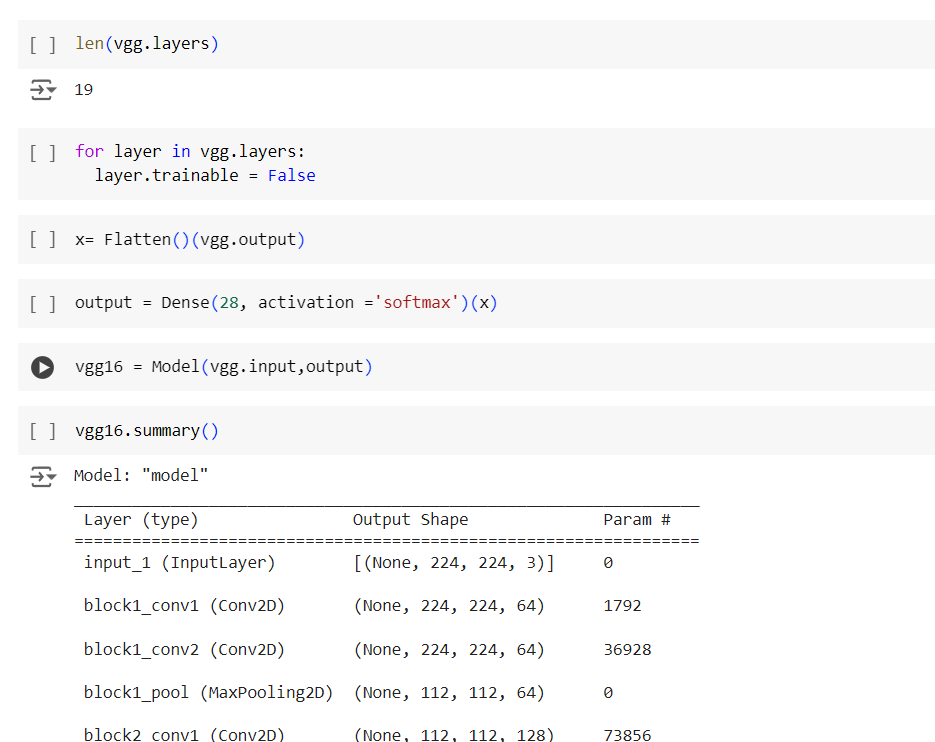 [ ] len(vgg.layers)
19
[ ] for layer in vgg.layers:
layer.trainable = False
[ ] x= Flatten()(vgg.output)
[ ] output = Dense(28, activation ='softmax')(x)
vgg16 = Model(vgg.input,output)
[ ] vgg16.summary()
Model: "model"
Layer (type) Output Shape Param #
=================================================================
input_1 (InputLayer) [(None, 224, 224, 3)] 0
block1_conv1 (Conv2D) (None, 224, 224, 64) 1792
block1_conv2 (Conv2D) (None, 224, 224, 64) 36928
block1_pool (MaxPooling2D) (None, 112, 112, 64) 0
block2_conv1 (Conv2D) (None, 112, 112, 128) 73856